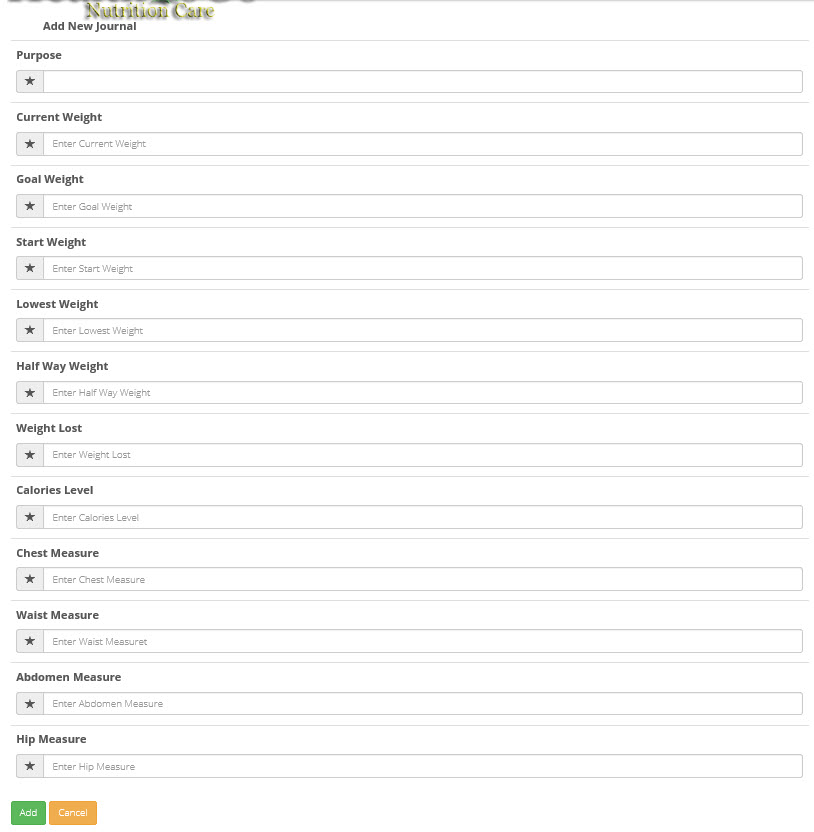 Nutrition Care
Add New Journal
Purpose
Current Weight
Enter Current Weight
Goal Weight
Enter Goal Weight
Start Weight
Enter Start Weight
Lowest Weight
Enter Lowest Weight
Half Way Weight
Enter Half Way Weight
Weight Lost
Enter Weight Lost
Calories Level
Enter Calories Level
Chest Measure
Enter Chest Measure
Waist Measure
Enter Waist Measuret
Abdomen Measure
Enter Abdomen Measure
Hip Measure
Enter Hip Measure
Add Cancel